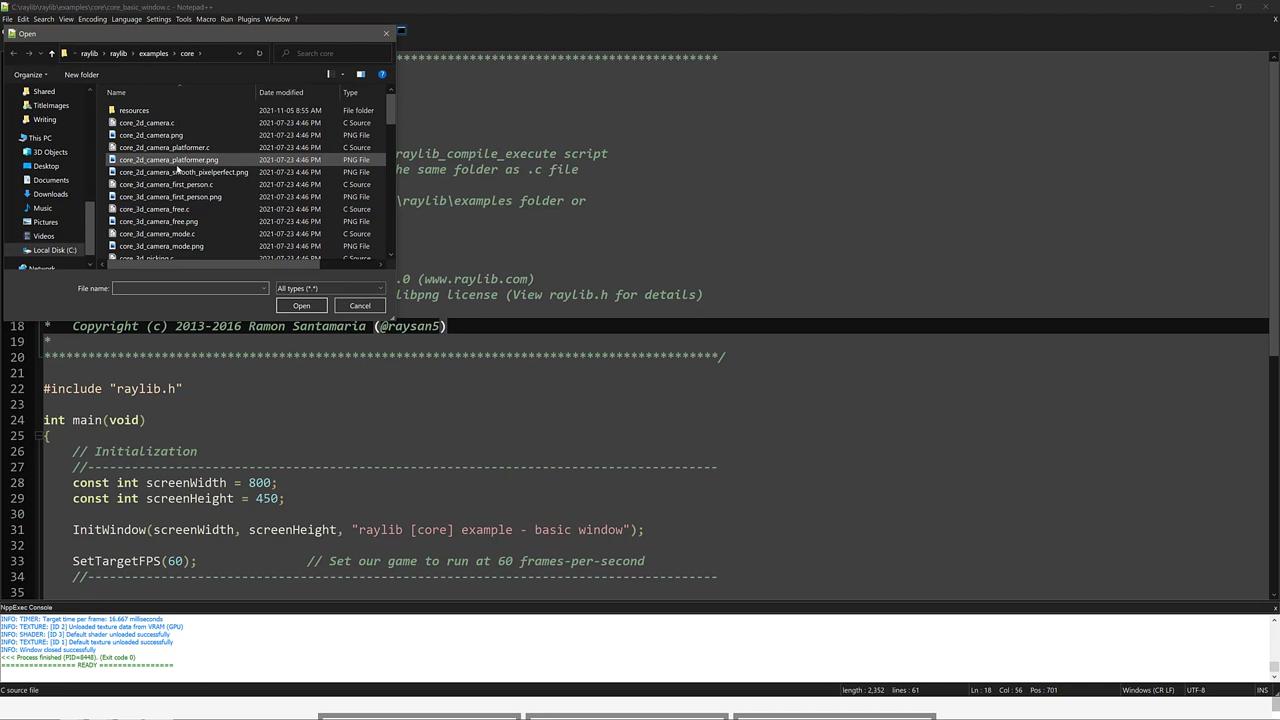 C:\raylib\raylib\examples\core\core_basic_window.c - Notepad++
File Edit Search View Encoding Language Settings Tools Macro Run Plugins Window ?
Open
raylib > raylib > examples > core >
Search core
Organize New folder
Shared
TitleImages
Writing
This PC
3D Objects
Desktop
Documents
Downloads
Music
Pictures
Videos
Local Disk (C:)
Network
Name Date modified Type
resources 2021-11-05 8:55 AM File folder
core_2d_camera.c 2021-07-23 4:46 PM C Source
core_2d_camera.png 2021-07-23 4:46 PM PNG File
core_2d_camera_platformer.c 2021-07-23 4:46 PM C Source
core_2d_camera_platformer.png 2021-07-23 4:46 PM PNG File
core_2d_camera_smooth_pixelperfect.png 2021-07-23 4:46 PM PNG File
core_3d_camera_first_person.c 2021-07-23 4:46 PM C Source
core_3d_camera_first_person.png 2021-07-23 4:46 PM PNG File
core_3d_camera_free.c 2021-07-23 4:46 PM C Source
core_3d_camera_free.png 2021-07-23 4:46 PM PNG File
core_3d_camera_mode.c 2021-07-23 4:46 PM C Source
core_3d_camera_mode.png 2021-07-23 4:46 PM PNG File
core_3d_picking.c 2021-07-23 4:46 PM C Source
File name: All types (*.*)
Open Cancel
*******************************************
raylib_compile_execute script
he same folder as .c file
\raylib\examples folder or
.0 (www.raylib.com)
libpng license (View raylib.h for details)
18 * Copyright (c) 2013-2016 Ramon Santamaria (@raysan5)
19 *
20 ********************************************************************************************/
21
22 #include "raylib.h"
23
24 int main(void)
25 {
26 // Initialization
27 //--------------------------------------------------------------------------------------
28 const int screenWidth = 800;
29 const int screenHeight = 450;
30
31 InitWindow(screenWidth, screenHeight, "raylib [core] example - basic window");
32
33 SetTargetFPS(60); // Set our game to run at 60 frames-per-second
34 //--------------------------------------------------------------------------------------
35
NppExec Console
INFO: TIMER: Target time per frame: 16.667 milliseconds
INFO: TEXTURE: [ID 2] Unloaded texture data from VRAM (GPU)
INFO: SHADER: [ID 3] Default shader unloaded successfully
INFO: TEXTURE: [ID 1] Default texture unloaded successfully
INFO: Window closed successfully
<<< Process finished (PID=8448). (Exit code 0)
================ READY ================
C source file length : 2,352 lines : 61 Ln : 18 Col : 56 Pos : 701 Windows (CR LF) UTF-8 INS